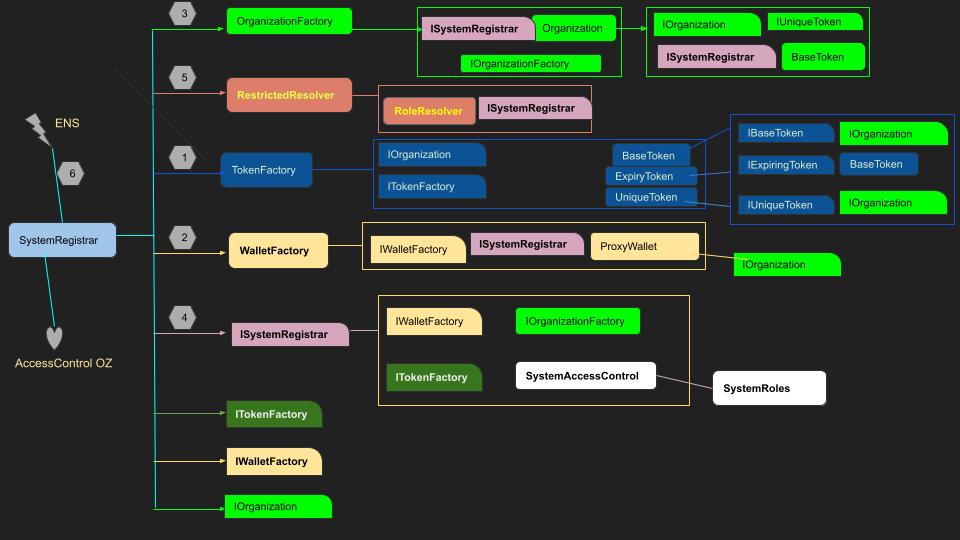 3
OrganizationFactory
ISystemRegistrar
Organization
IOrganizationFactory
IOrganization
IUniqueToken
ISystemRegistrar
BaseToken
5
RestrictedResolver
RoleResolver
ISystemRegistrar
ENS
6
1
TokenFactory
IOrganization
ITokenFactory
BaseToken
ExpiryToken
UniqueToken
IBaseToken
IOrganization
IExpiringToken
BaseToken
IUniqueToken
IOrganization
SystemRegistrar
2
WalletFactory
IWalletFactory
ISystemRegistrar
ProxyWallet
IOrganization
AccessControl OZ
4
ISystemRegistrar
IWalletFactory
IOrganizationFactory
ITokenFactory
SystemAccessControl
SystemRoles
ITokenFactory
IWalletFactory
IOrganization